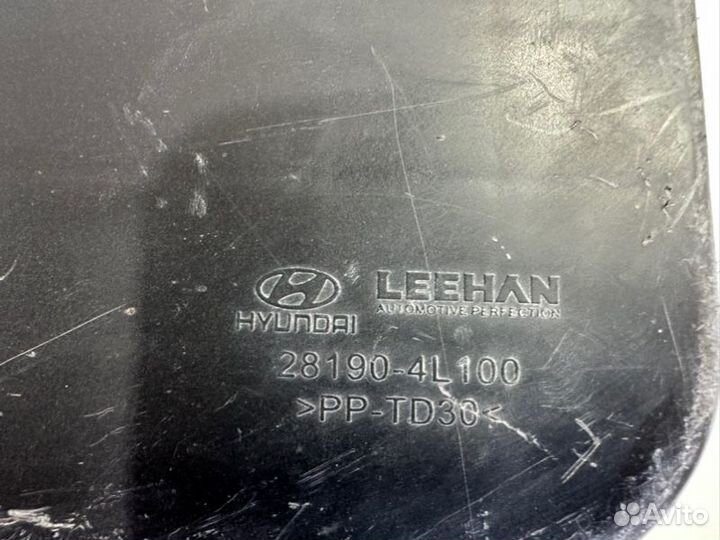 LEEHAN
AUTOMOTIVE PERFECTION
HYUNDAI
28190-4L100
>PP-TD30<
Avito